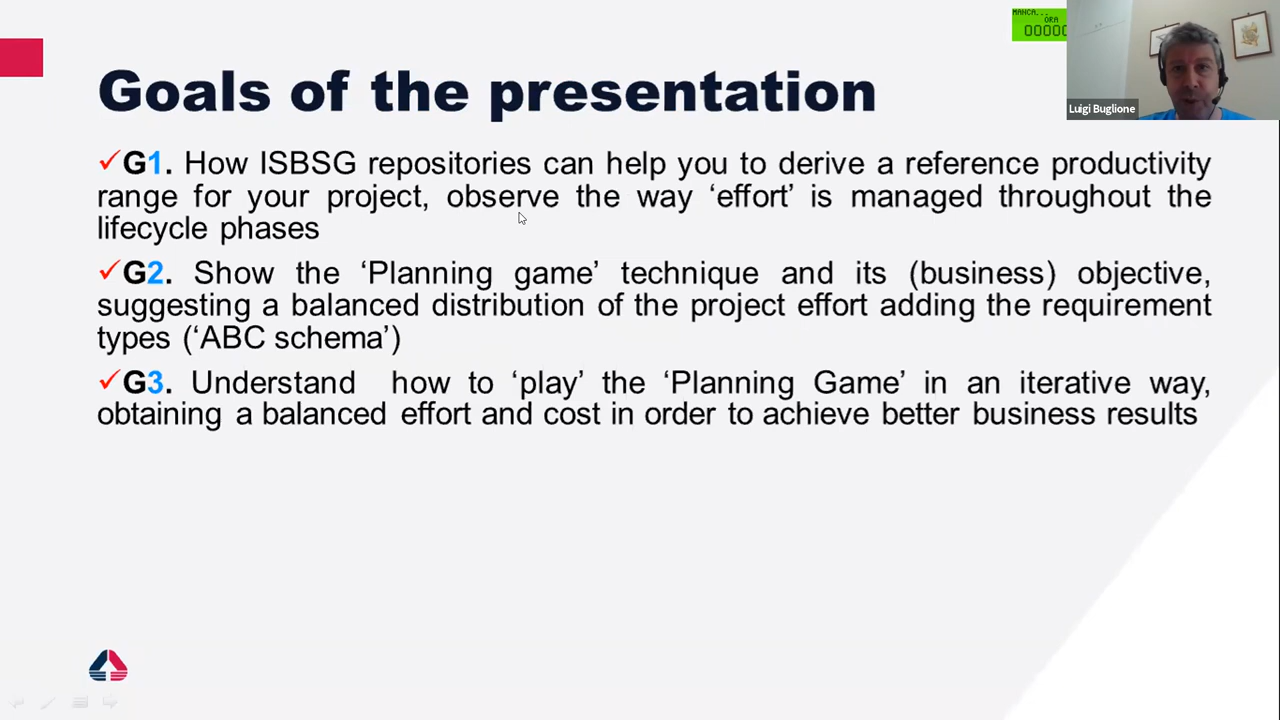 MANCA...
ORA
Luigi Buglione
Goals of the presentation
✓G1. How ISBSG repositories can help you to derive a reference productivity
range for your project, observe the way ‘effort’ is managed throughout the
lifecycle phases
✓G2. Show the ‘Planning game’ technique and its (business) objective,
suggesting a balanced distribution of the project effort adding the requirement
types (‘ABC schema’)
✓G3. Understand how to ‘play’ the ‘Planning Game’ in an iterative way,
obtaining a balanced effort and cost in order to achieve better business results